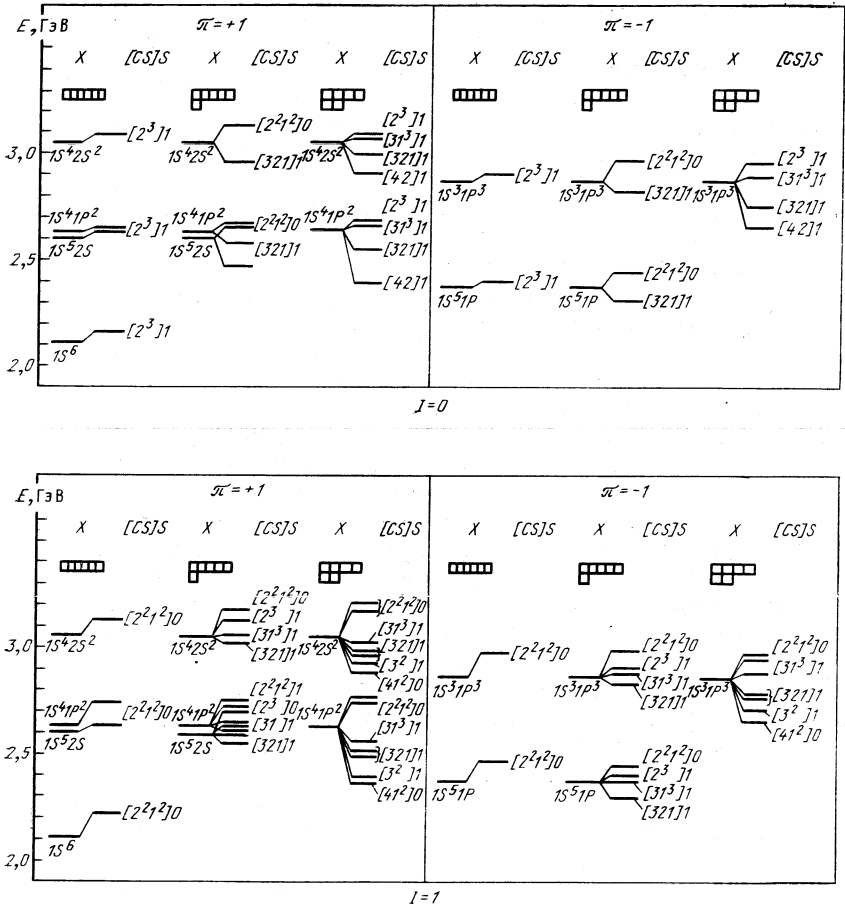 E, ГэВ π=+1 π=-1
X [CS]S X [CS]S X [CS]S X [CS]S X [CS]S X [CS]S
[2³]1
[2²1²]0
[31³]1
3,0
1S⁴2S²
[2³]1
1S⁴2S²
[321]1
1S⁴2S²
[321]1
[42]1
1S³1P³
[2³]1
1S³1P³
[2²1²]0
[321]1
1S³1P³
[2³]1
[31³]1
[321]1
[42]1
1S⁴1P²
1S⁵2S
[2³]1
1S⁴1P²
1S⁵2S
[2²1²]0
[321]1
1S⁴1P²
[2³]1
[31³]1
[321]1
[42]1
2,5
1S⁵1P
[2³]1
1S⁵1P
[2²1²]0
[321]1
1S⁶
[2³]1
2,0
I=0
E, ГэВ π=+1 π=-1
X [CS]S X [CS]S X [CS]S X [CS]S X [CS]S X [CS]S
3,0
1S⁴2S²
[2²1²]0
1S⁴2S²
[2²1²]0
[2³]1
[31³]1
[321]1
1S⁴2S²
[2²1²]0
[31³]1
[321]1
[3²]1
[41²]0
1S³1P³
[2²1²]0
1S³1P³
[2²1²]0
[2³]1
[31³]1
[321]1
1S³1P³
[2²1²]0
[31³]1
[321]1
[3²]1
[41²]0
1S⁴1P²
1S⁵2S
[2²1²]0
1S⁴1P²
1S⁵2S
[2²1²]1
[2³]0
[31]1
[321]1
1S⁴1P²
[2²1²]0
[31³]1
[321]1
[3²]1
[41²]0
2,5
1S⁵1P
[2²1²]0
1S⁵1P
[2²1²]0
[2³]1
[31³]1
[321]1
1S⁶
[2²1²]0
2,0
I=1